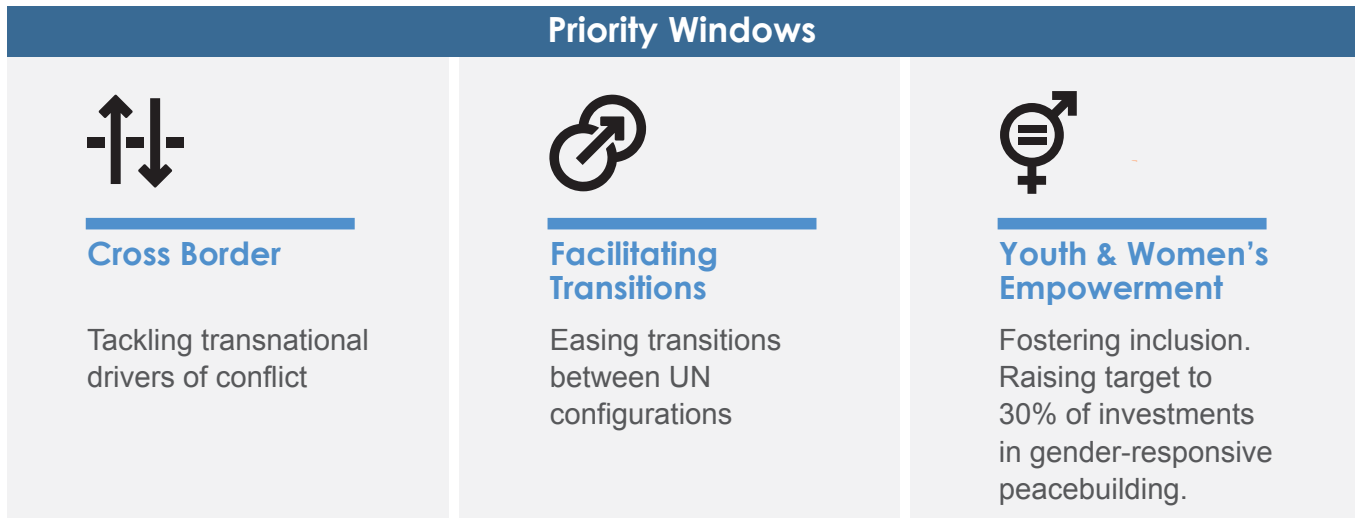 Priority Windows
Cross Border
Tackling transnational
drivers of conflict
Facilitating
Transitions
Easing transitions
between UN
configurations
Youth & Women’s
Empowerment
Fostering inclusion.
Raising target to
30% of investments
in gender-responsive
peacebuilding.